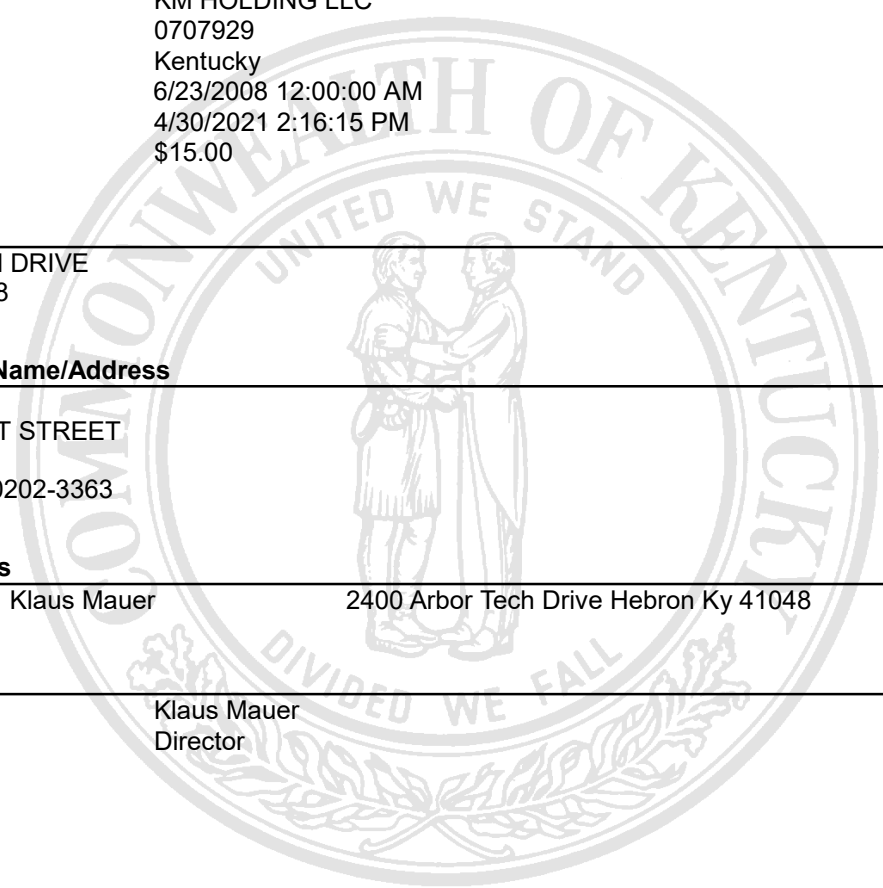 KM HOLDING LLC
0707929
Kentucky
6/23/2008 12:00:00 AM
4/30/2021 2:16:15 PM
$15.00
DRIVE
Name/Address
STREET
0202-3363
Klaus Mauer 2400 Arbor Tech Drive Hebron Ky 41048
Klaus Mauer
Director
COMMONWEALTH OF KENTUCKY
UNITED WE STAND
DIVIDED WE FALL